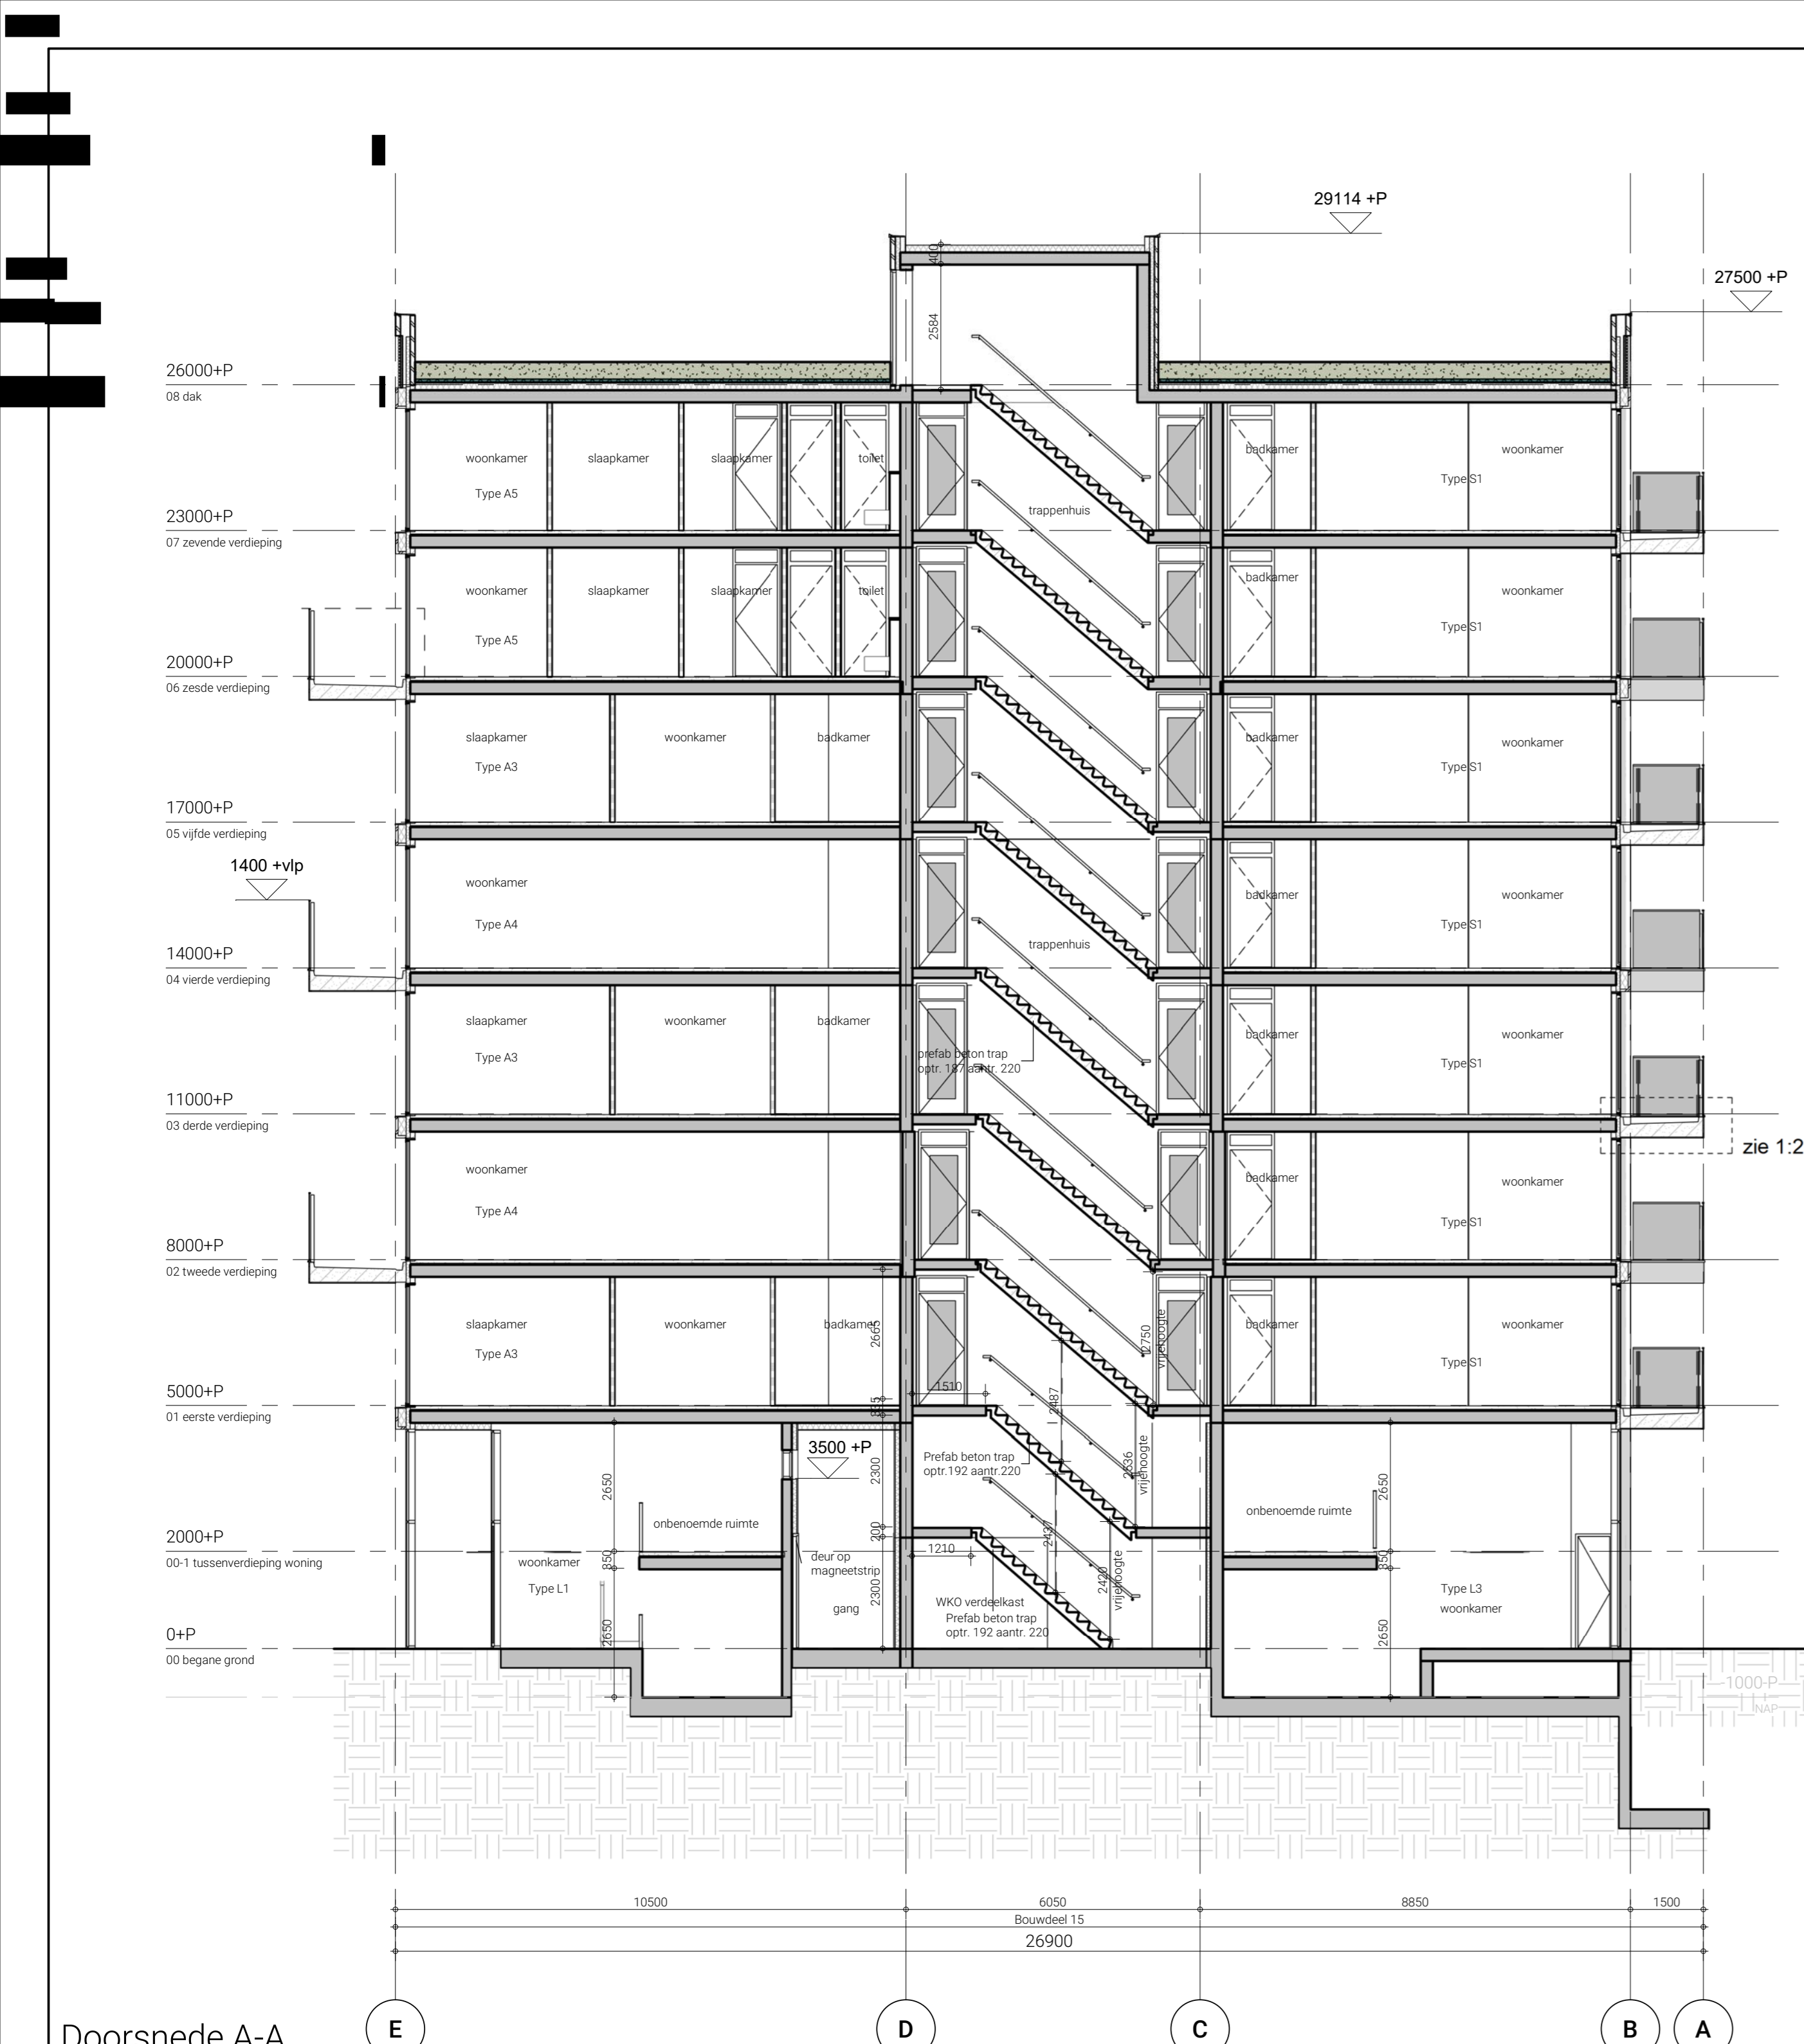 29114 +P
27500 +P
400
2584
26000+P
08 dak
woonkamer
slaapkamer
slaapkamer
toilet
badkamer
woonkamer
Type A5
Type S1
trappenhuis
23000+P
07 zevende verdieping
woonkamer
slaapkamer
slaapkamer
toilet
badkamer
woonkamer
Type A5
Type S1
20000+P
06 zesde verdieping
slaapkamer
woonkamer
badkamer
badkamer
woonkamer
Type A3
Type S1
17000+P
05 vijfde verdieping
1400 +vlp
woonkamer
badkamer
woonkamer
Type A4
Type S1
trappenhuis
14000+P
04 vierde verdieping
slaapkamer
woonkamer
badkamer
badkamer
woonkamer
Type A3
Type S1
prefab beton trap
optr. 187 aantr. 220
11000+P
03 derde verdieping
zie 1:2
woonkamer
badkamer
woonkamer
Type A4
Type S1
8000+P
02 tweede verdieping
slaapkamer
woonkamer
badkamer
2665
2750
vrijehoogte
badkamer
woonkamer
Type A3
Type S1
1510
2487
5000+P
01 eerste verdieping
335
3500 +P
Prefab beton trap
optr.192 aantr.220
2650
2300
2636
vrijehoogte
2650
onbenoemde ruimte
onbenoemde ruimte
2000+P
00-1 tussenverdieping woning
200
2437
1210
350
350
woonkamer
Type L1
deur op
magneetstrip
gang
2300
2420
vrijehoogte
WKO verdeelkast
Prefab beton trap
optr. 192 aantr. 220
Type L3
woonkamer
2650
2650
0+P
00 begane grond
1000-P
NAP
10500
6050
8850
1500
Bouwdeel 15
26900
E
D
C
B
A
Doorsnede A-A